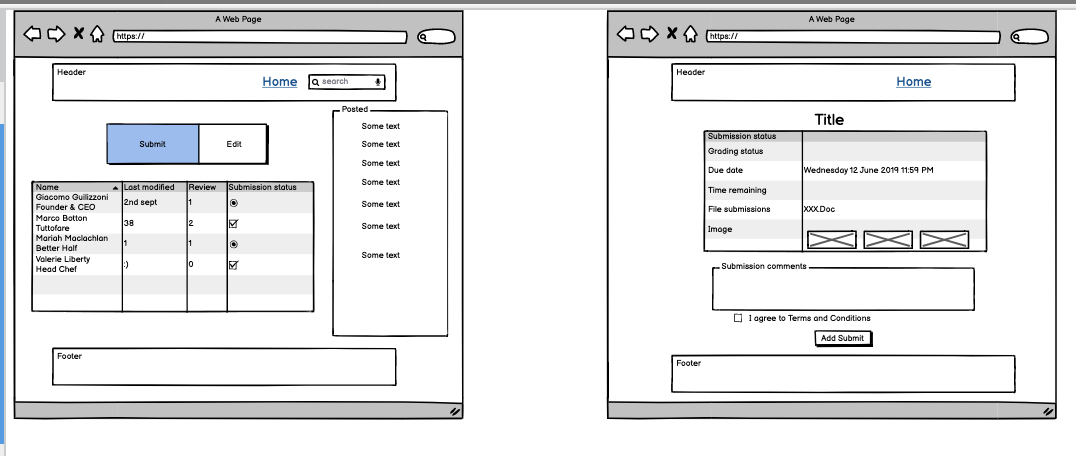 A Web Page
https://
Header
Home
search
Submit
Edit
Posted
Some text
Some text
Some text
Some text
Some text
Some text
Some text
Name Last modified Review Submission status
Giacomo Guilizzoni
Founder & CEO 2nd sept 1
Marco Botton
Tuttofare 38 2
Mariah Maclachlan
Better Half 1 1
Valerie Liberty
Head Chef :) 0
Footer
A Web Page
https://
Header
Home
Title
Submission status
Grading status
Due date Wednesday 12 June 2019 11:59 PM
Time remaining
File submissions XXX.Doc
Image
Submission comments
I agree to Terms and Conditions
Add Submit
Footer